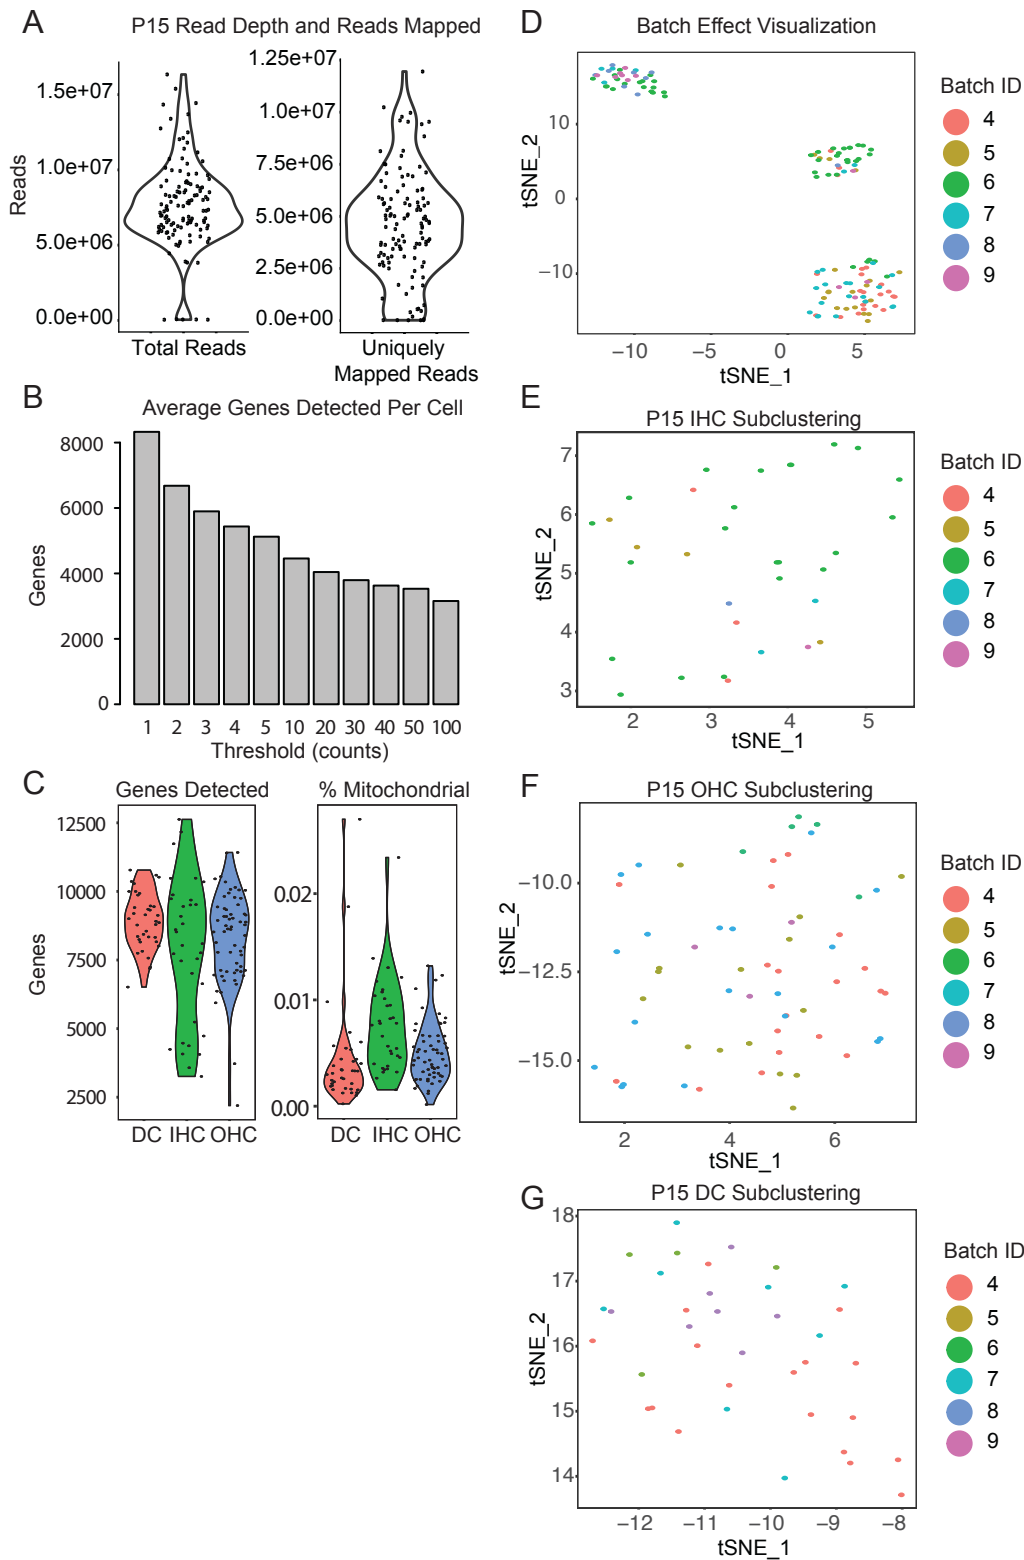 A
P15 Read Depth and Reads Mapped
Reads
1.5e+07
1.0e+07
5.0e+06
0.0e+00
Total Reads
1.25e+07
1.0e+07
7.5e+06
5.0e+06
2.5e+06
0.0e+00
Uniquely
Mapped Reads
B
Average Genes Detected Per Cell
Genes
8000
6000
4000
2000
0
1 2 3 4 5 10 20 30 40 50 100
Threshold (counts)
C
Genes Detected
Genes
12500
10000
7500
5000
2500
DC IHC OHC
% Mitochondrial
0.02
0.01
0.00
DC IHC OHC
D
Batch Effect Visualization
tSNE_2
10
0
−10
−10 −5 0 5
tSNE_1
Batch ID
4
5
6
7
8
9
E
P15 IHC Subclustering
tSNE_2
7
6
5
4
3
2 3 4 5
tSNE_1
Batch ID
4
5
6
7
8
9
F
P15 OHC Subclustering
tSNE_2
−10.0
−12.5
−15.0
2 4 6
tSNE_1
Batch ID
4
5
6
7
8
9
G
P15 DC Subclustering
tSNE_2
18
17
16
15
14
−12 −11 −10 −9 −8
tSNE_1
Batch ID
4
5
6
7
8
9